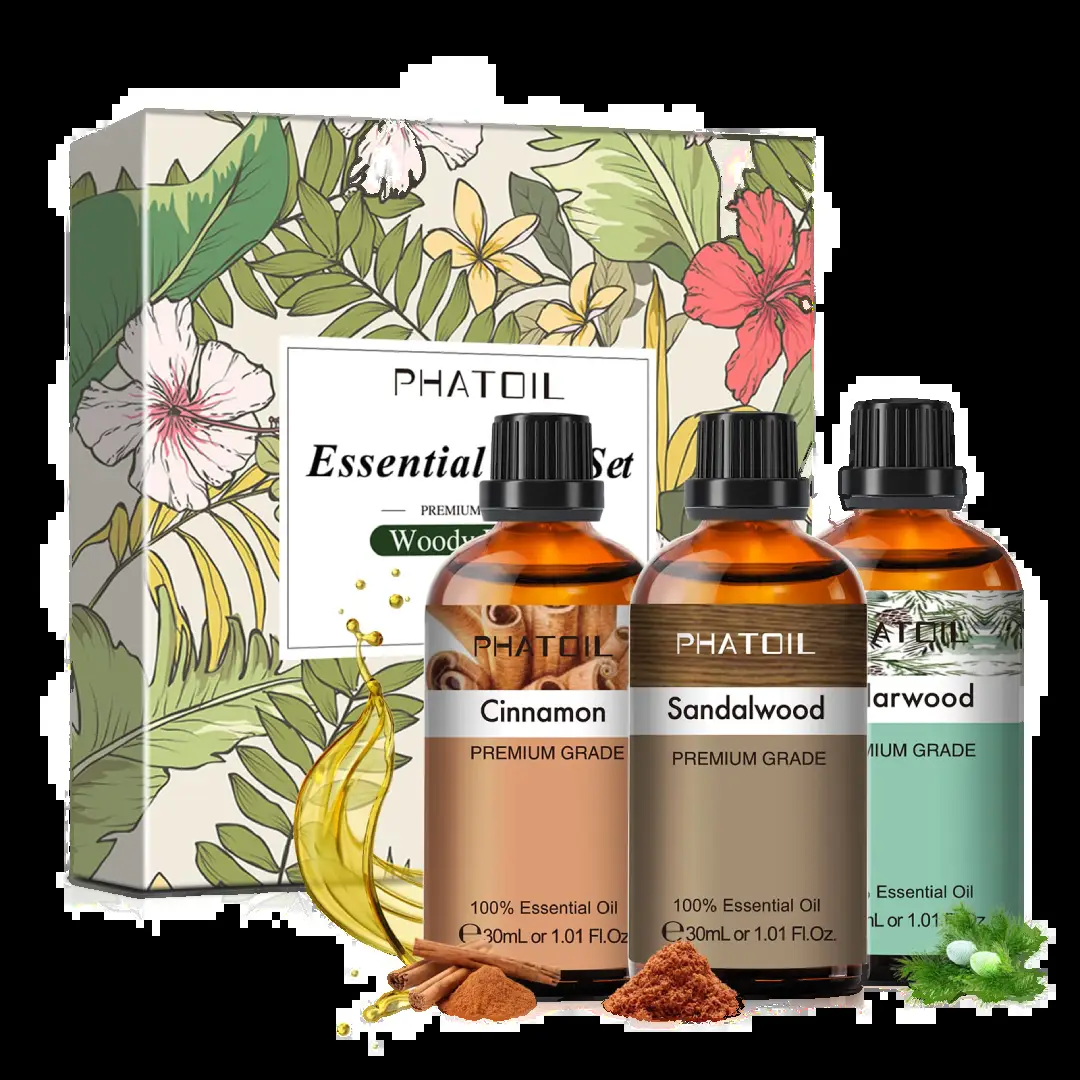 PHATOIL
Essential Set
PREMIUM
Woody
PHATOIL
Cinnamon
PREMIUM GRADE
100% Essential Oil
℮30mL or 1.01 Fl.Oz
PHATOIL
Sandalwood
PREMIUM GRADE
100% Essential Oil
℮30mL or 1.01 Fl.Oz.
ATOIL
darwood
MIUM GRADE
Essential Oil
mL or 1.01 Fl.Oz